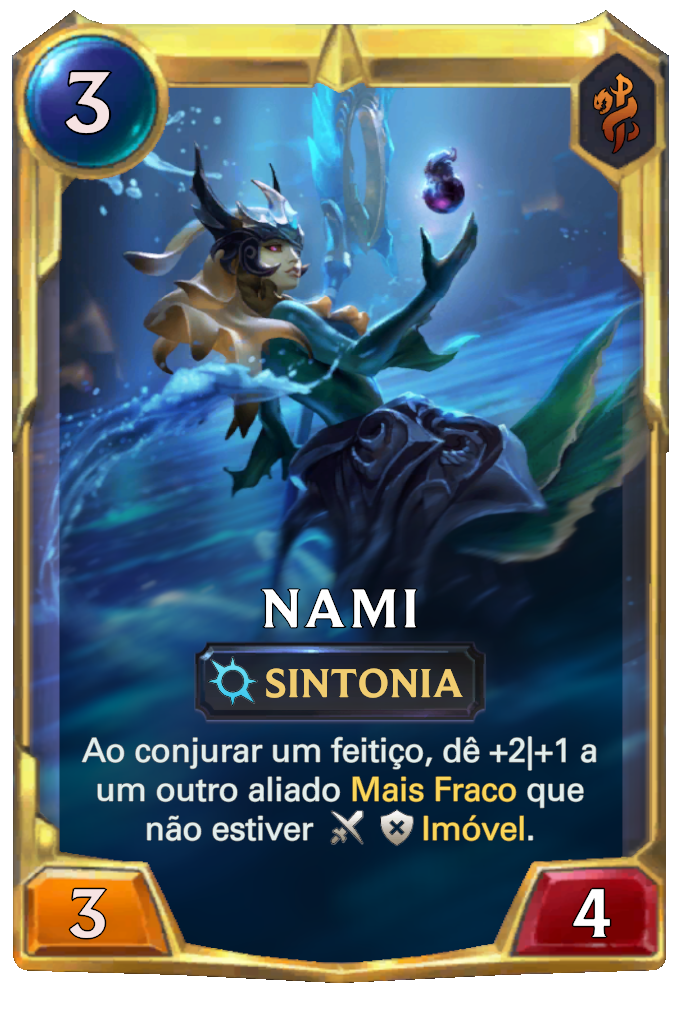 3
NAMI
SINTONIA
Ao conjurar um feitiço, dê +2|+1 a
um outro aliado Mais Fraco que
não estiver Imóvel.
3
4